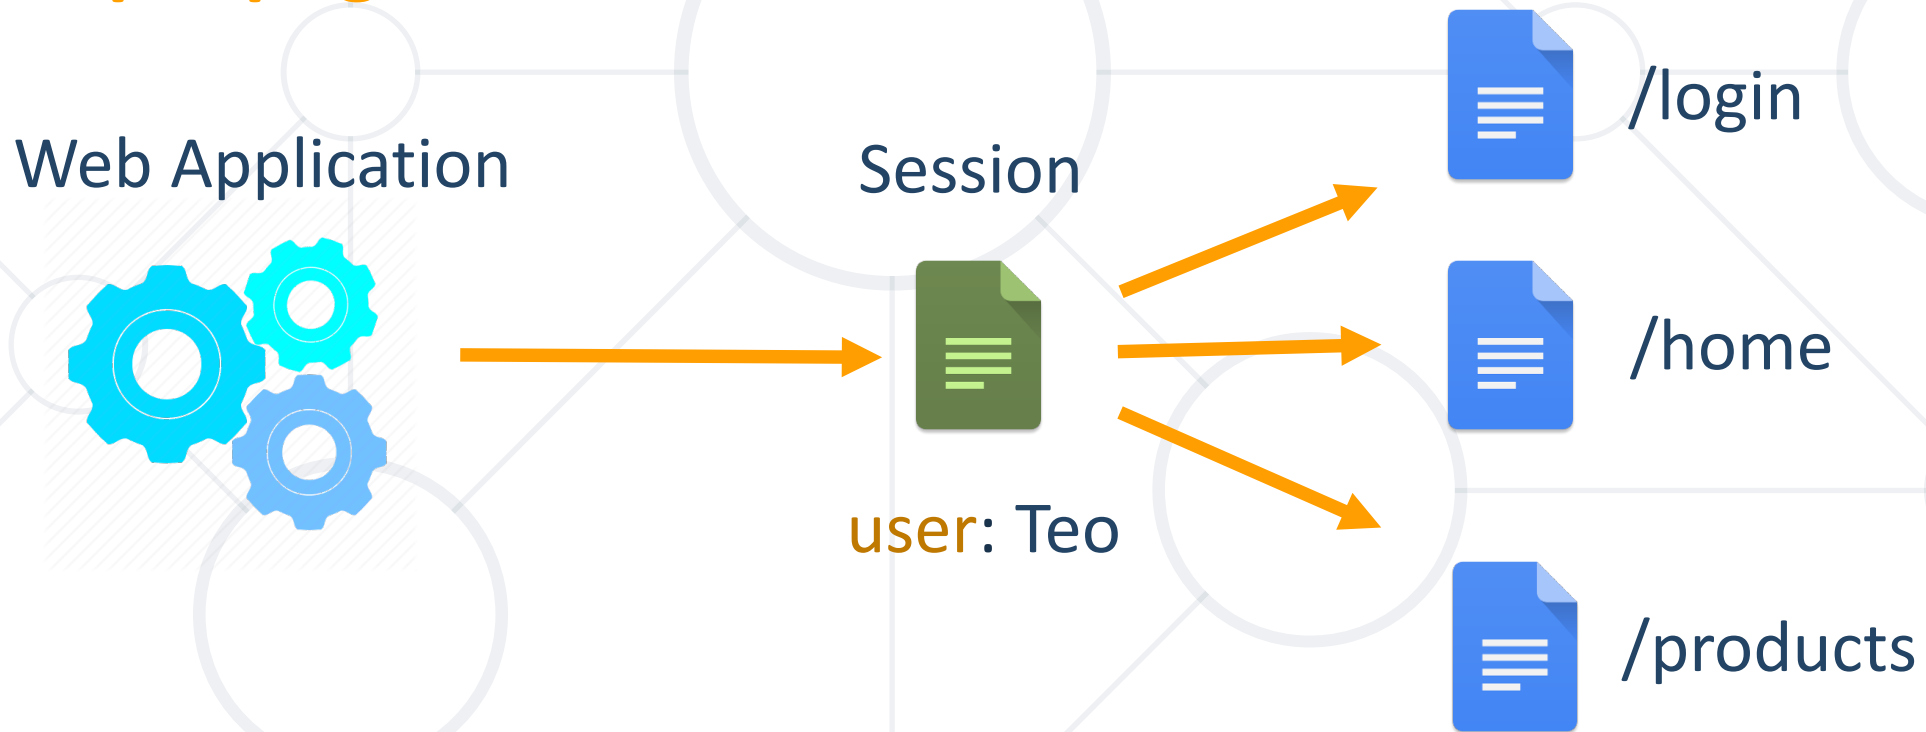 Web Application
Session
user: Teo
/login
/home
/products